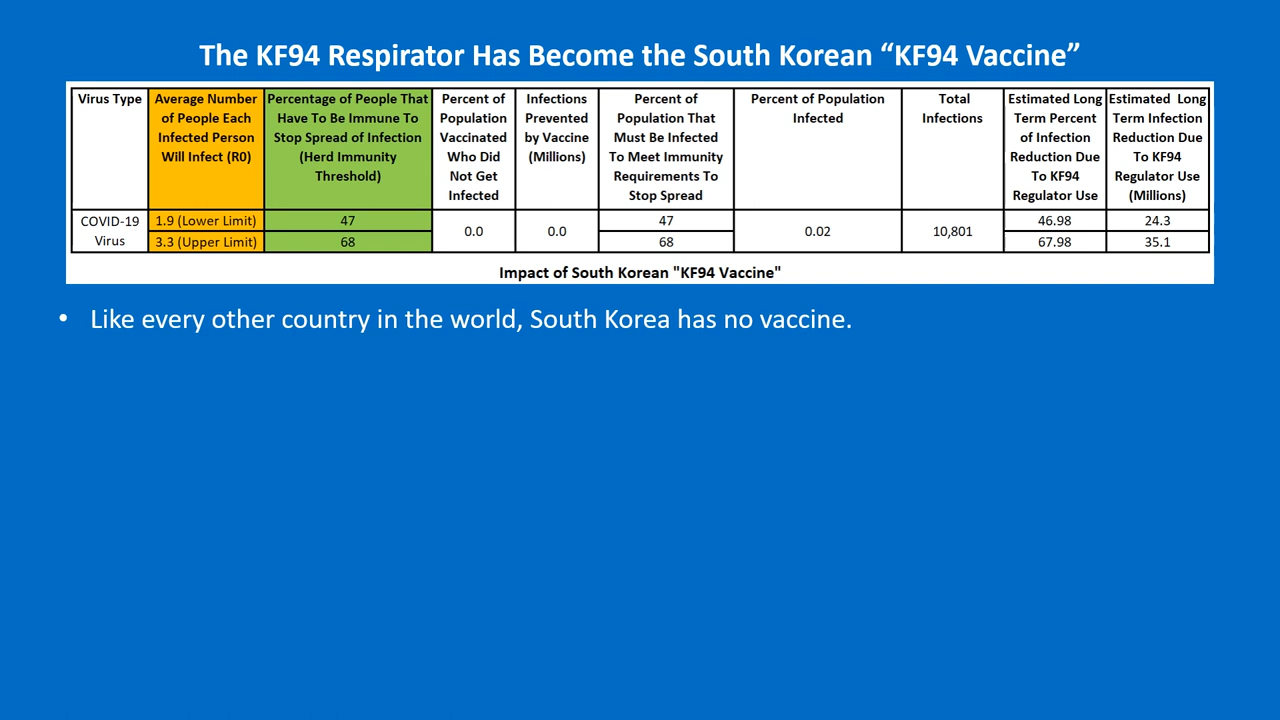 The KF94 Respirator Has Become the South Korean “KF94 Vaccine”
Virus Type
Average Number
of People Each
Infected Person
Will Infect (R0)
Percentage of People That
Have To Be Immune To
Stop Spread of Infection
(Herd Immunity
Threshold)
Percent of
Population
Vaccinated
Who Did
Not Get
Infected
Infections
Prevented
by Vaccine
(Millions)
Percent of
Population That
Must Be Infected
To Meet Immunity
Requirements To
Stop Spread
Percent of Population
Infected
Total
Infections
Estimated Long
Term Percent
of Infection
Reduction Due
To KF94
Regulator Use
Estimated Long
Term Infection
Reduction Due
To KF94
Regulator Use
(Millions)
COVID-19
Virus
1.9 (Lower Limit)
47
0.0
0.0
47
0.02
10,801
46.98
24.3
3.3 (Upper Limit)
68
68
67.98
35.1
Impact of South Korean "KF94 Vaccine"
• Like every other country in the world, South Korea has no vaccine.